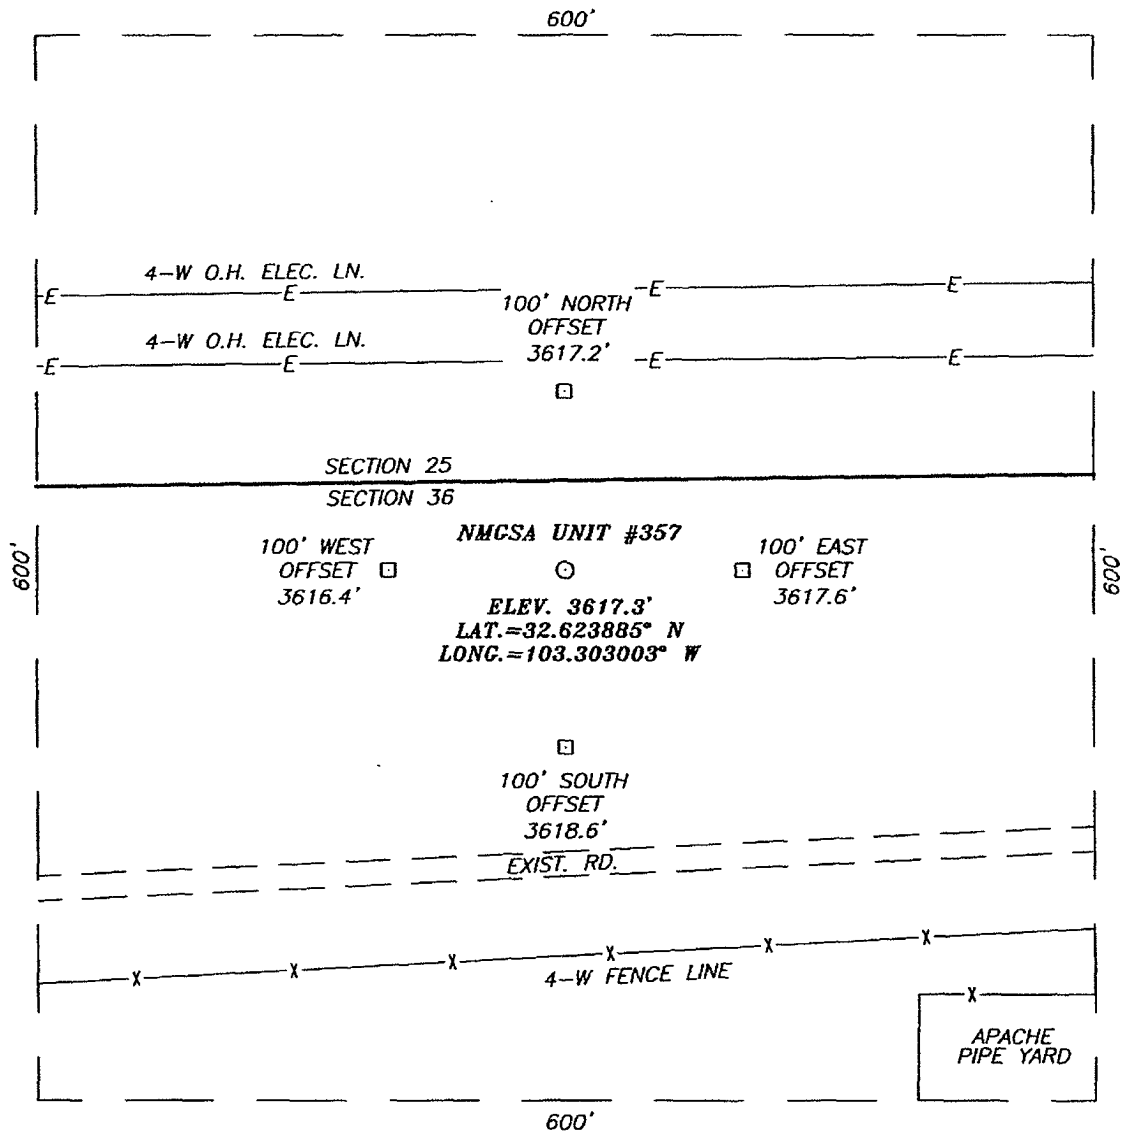 600'
4-W O.H. ELEC. LN.
E
E
E
E
100' NORTH
OFFSET
3617.2'
4-W O.H. ELEC. LN.
E
E
E
E
SECTION 25
SECTION 36
600'
600'
NMGSA UNIT #357
100' WEST
OFFSET
3616.4'
100' EAST
OFFSET
3617.6'
ELEV. 3617.3'
LAT.=32.623885° N
LONG.=103.303003° W
100' SOUTH
OFFSET
3618.6'
EXIST. RD.
X
X
X
X
X
X
4-W FENCE LINE
X
APACHE
PIPE YARD
600'